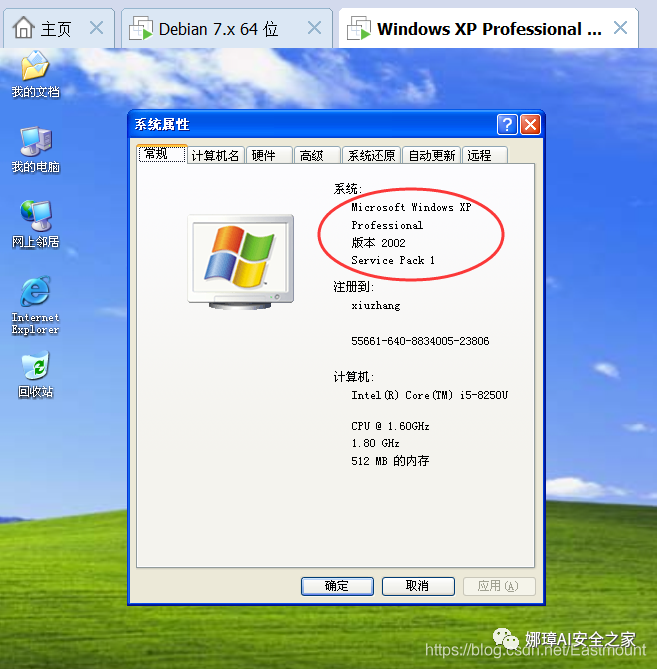 主页
Debian 7.x 64 位
Windows XP Professional ...
我的文档
我的电脑
网上邻居
Internet
Explorer
回收站
系统属性
常规
计算机名
硬件
高级
系统还原
自动更新
远程
系统:
Microsoft Windows XP
Professional
版本 2002
Service Pack 1
注册到:
xiuzhang
55661-640-8834005-23806
计算机:
Intel(R) Core(TM) i5-8250U
CPU @ 1.60GHz
1.80 GHz
512 MB 的内存
确定
取消
应用(A)
娜璋AI安全之家
https://blog.csdn.net/Eastmount